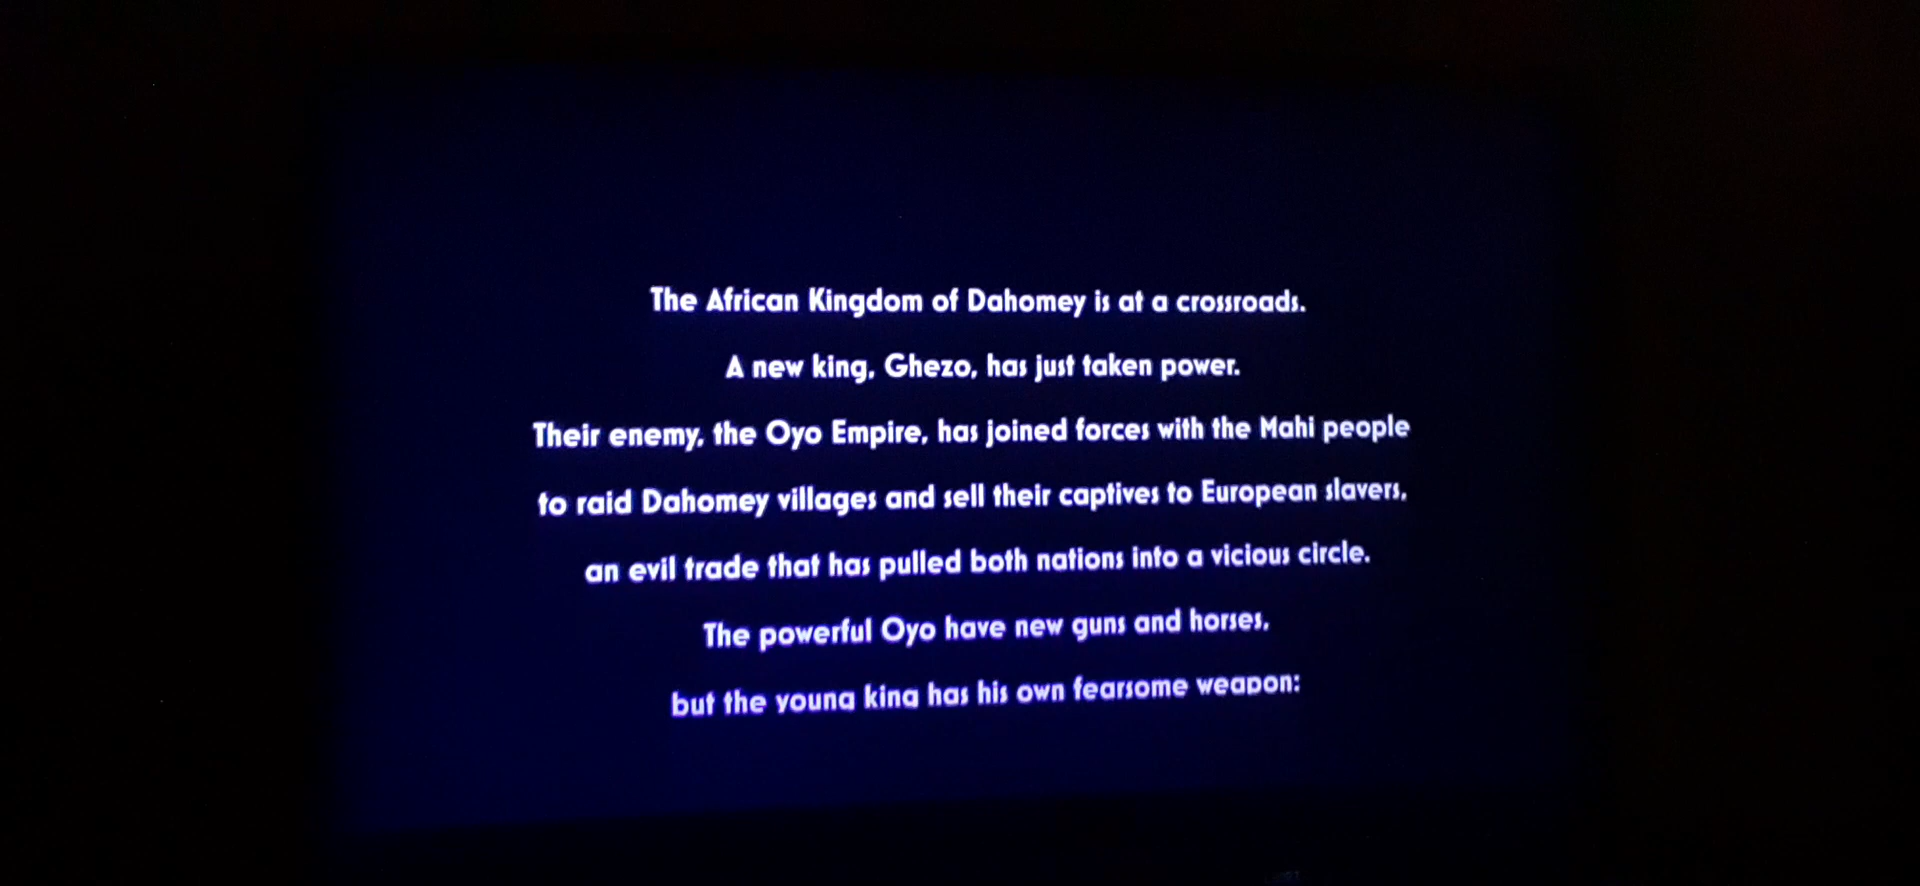 The African Kingdom of Dahomey is at a crossroads.
A new king, Ghezo, has just taken power.
Their enemy, the Oyo Empire, has joined forces with the Mahi people
to raid Dahomey villages and sell their captives to European slavers,
an evil trade that has pulled both nations into a vicious circle.
The powerful Oyo have new guns and horses,
but the young king has his own fearsome weapon: